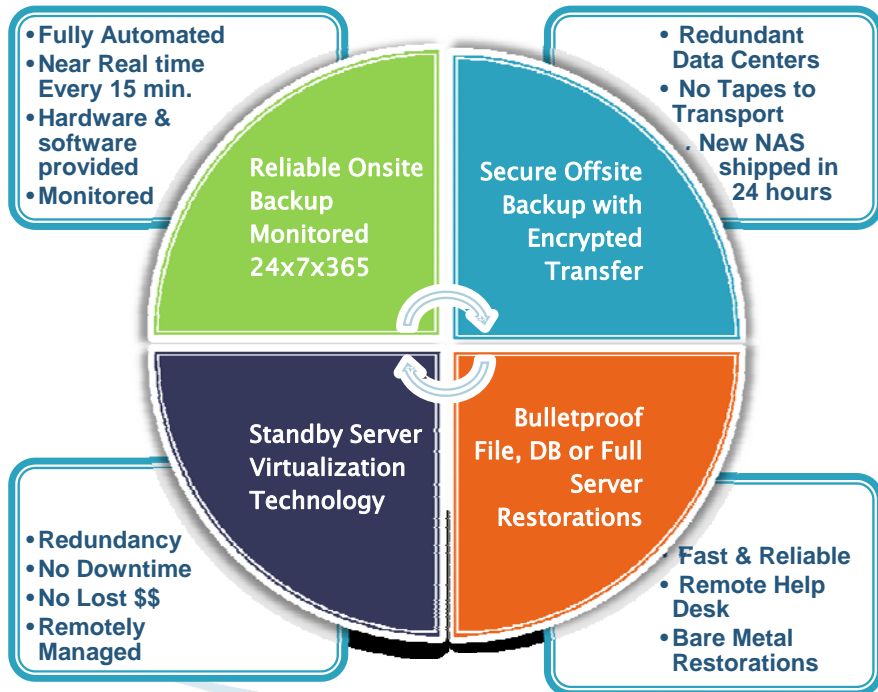 • Fully Automated
• Near Real time
Every 15 min.
• Hardware &
software
provided
• Monitored
• Redundant
Data Centers
• No Tapes to
Transport
. New NAS
shipped in
24 hours
Reliable Onsite
Backup
Monitored
24x7x365
Secure Offsite
Backup with
Encrypted
Transfer
Standby Server
Virtualization
Technology
Bulletproof
File, DB or Full
Server
Restorations
• Redundancy
• No Downtime
• No Lost $$
• Remotely
Managed
• Fast & Reliable
• Remote Help
Desk
• Bare Metal
Restorations